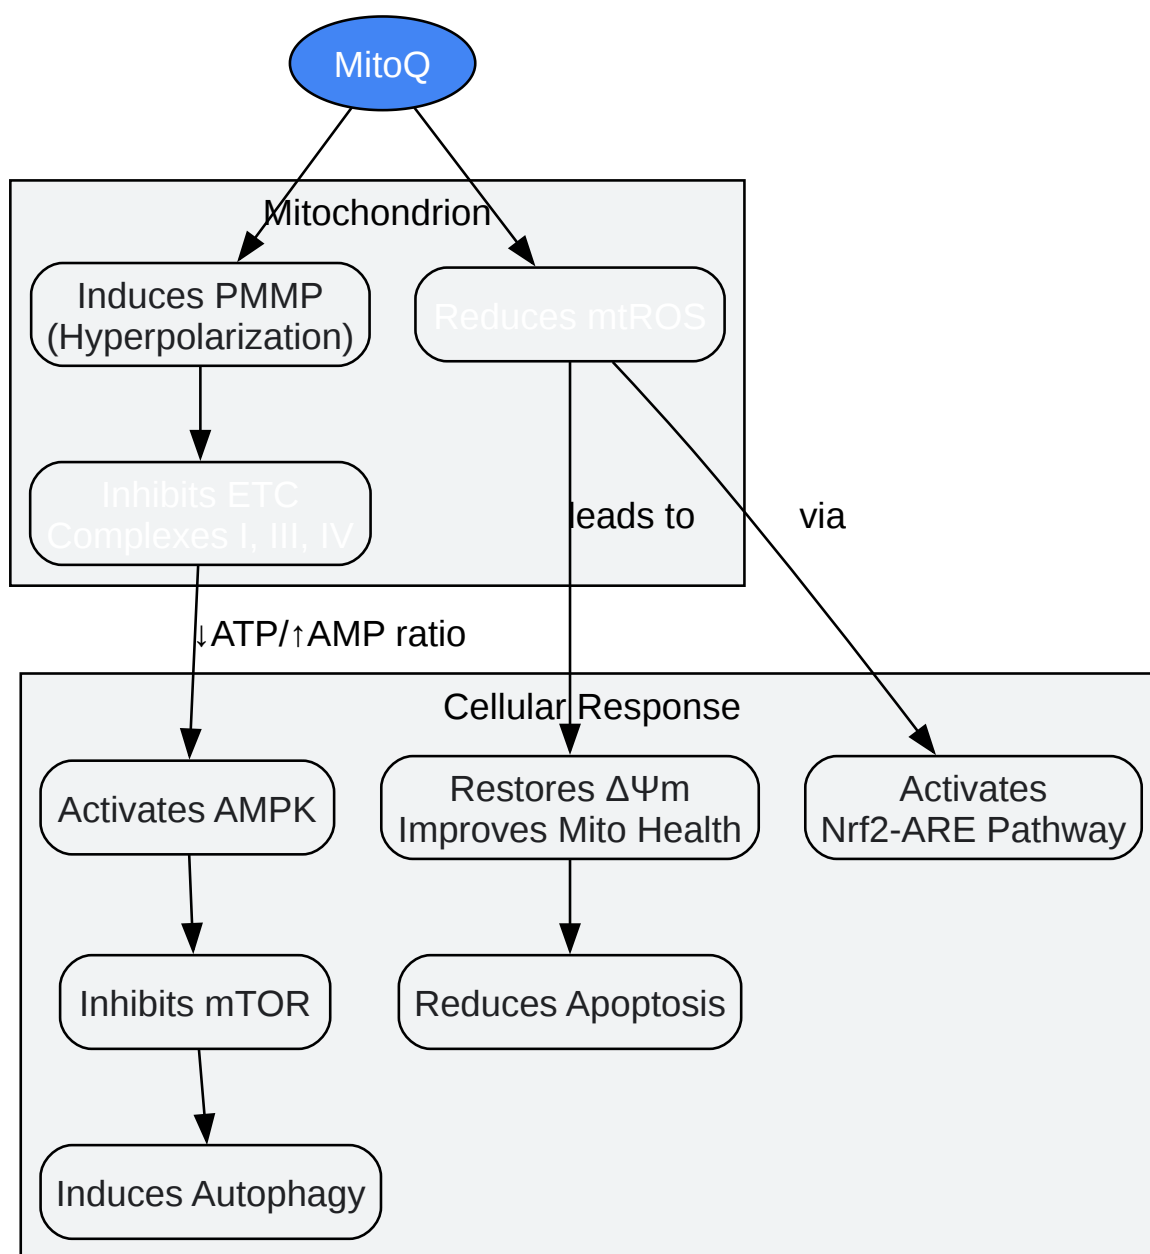 MitoQ
Mitochondrion
Induces PMMP
(Hyperpolarization)
Reduces mtROS
Inhibits ETC
Complexes I, III, IV
leads to
via
↓ATP/↑AMP ratio
Cellular Response
Activates AMPK
Restores ΔΨm
Improves Mito Health
Activates
Nrf2-ARE Pathway
Inhibits mTOR
Reduces Apoptosis
Induces Autophagy